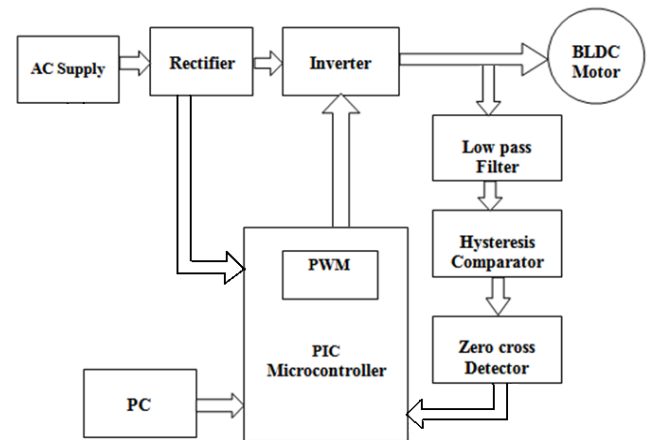 AC Supply
Rectifier
Inverter
BLDC
Motor
Low pass
Filter
Hysteresis
Comparator
PWM
PIC
Microcontroller
Zero cross
Detector
PC